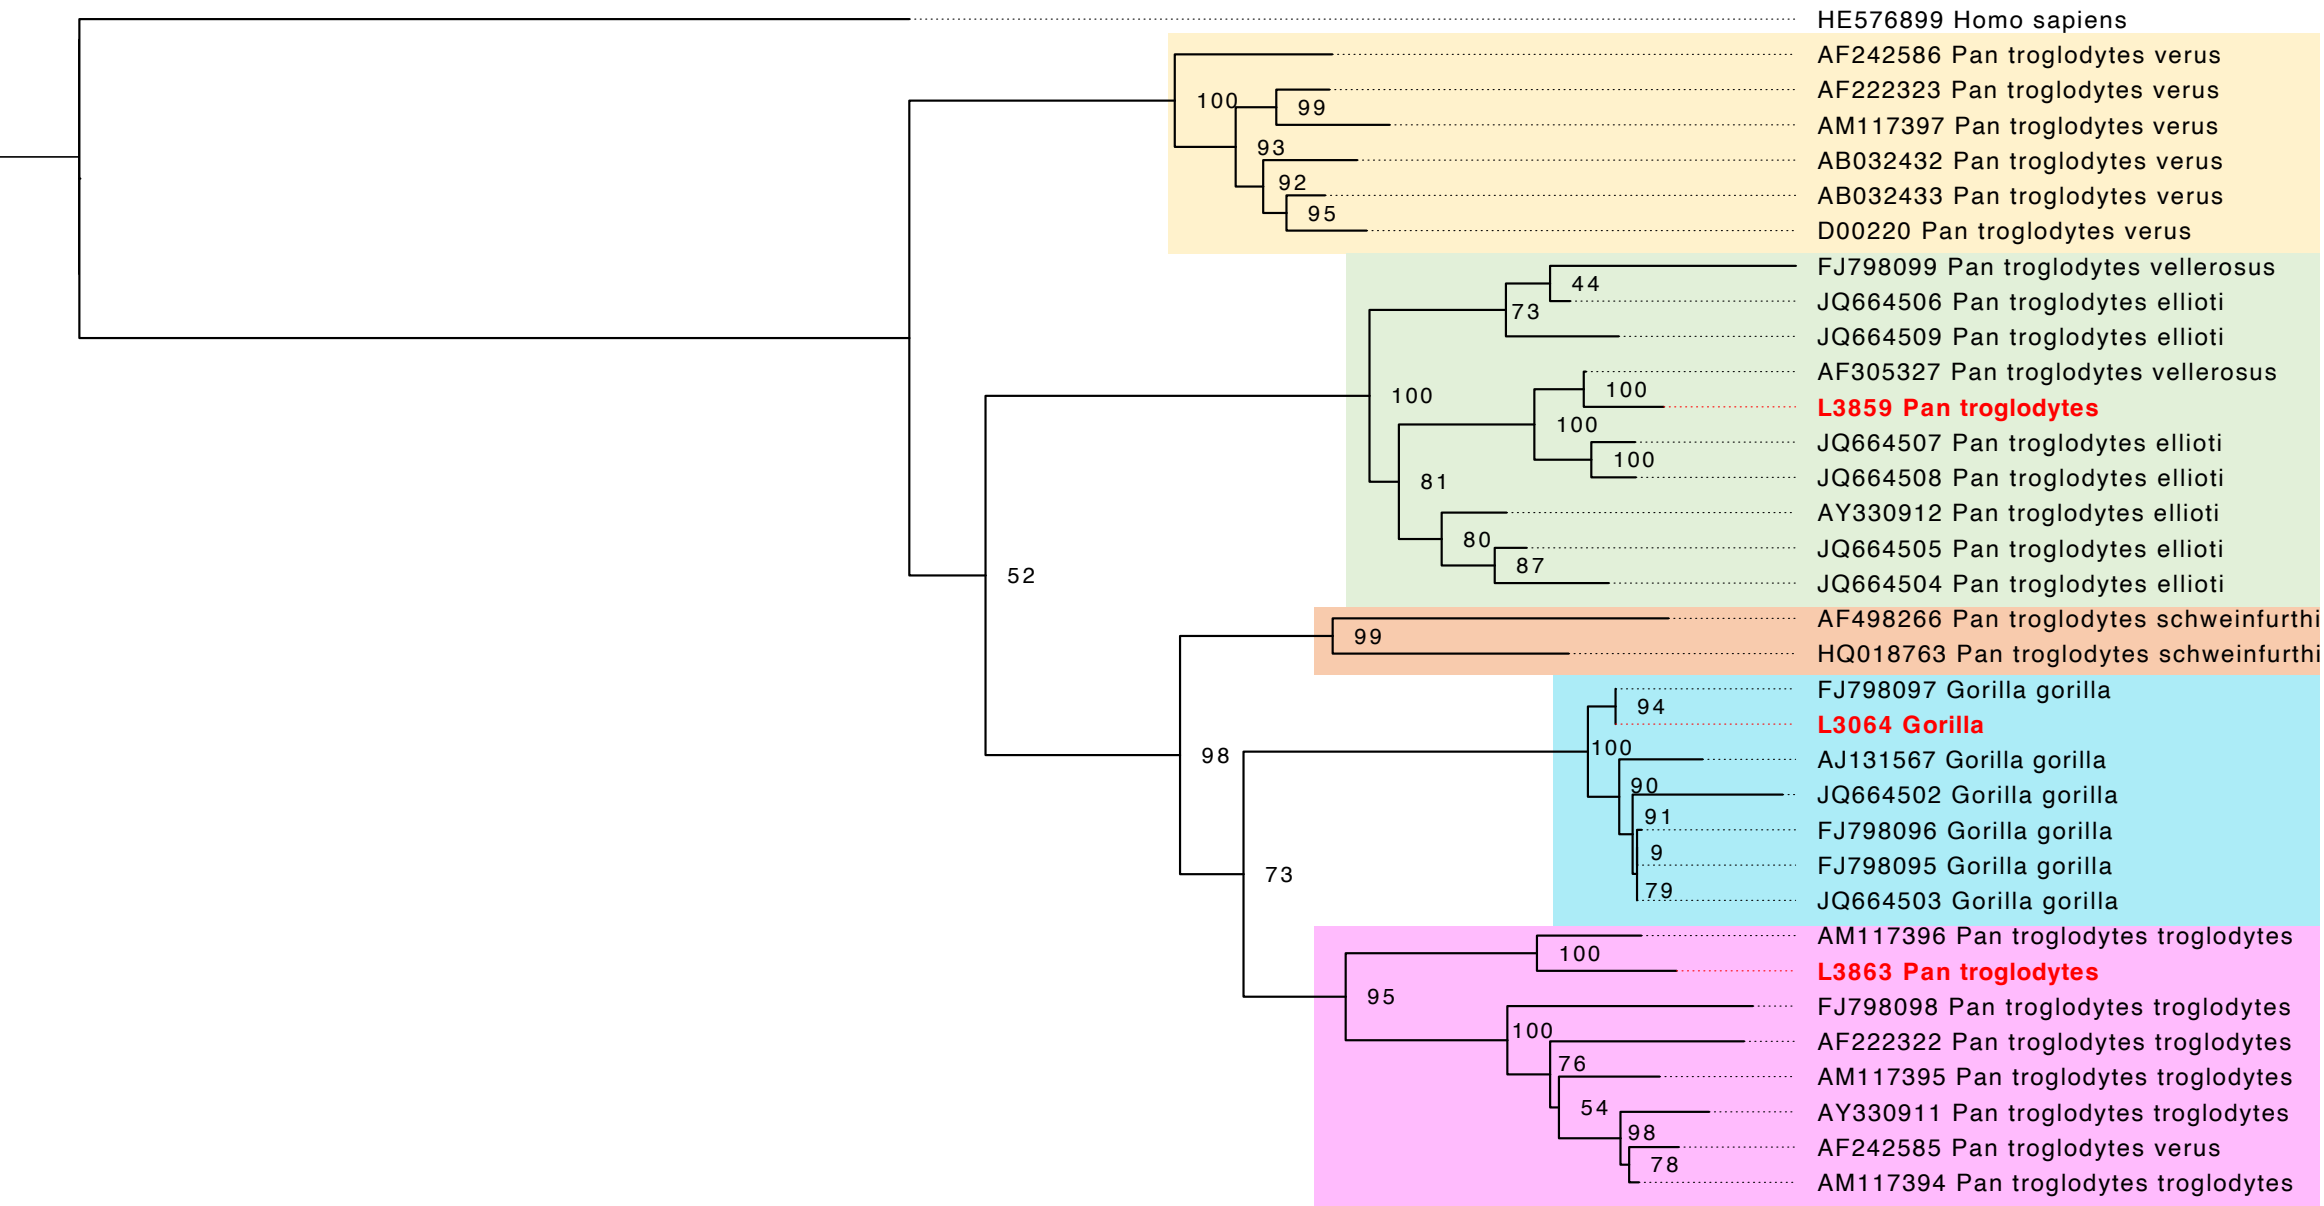 HE576899 Homo sapiens
AF242586 Pan troglodytes verus
AF222323 Pan troglodytes verus
100
99
AM117397 Pan troglodytes verus
93
AB032432 Pan troglodytes verus
92
AB032433 Pan troglodytes verus
95
D00220 Pan troglodytes verus
FJ798099 Pan troglodytes vellerosus
44
JQ664506 Pan troglodytes ellioti
73
JQ664509 Pan troglodytes ellioti
AF305327 Pan troglodytes vellerosus
100
100
L3859 Pan troglodytes
100
JQ664507 Pan troglodytes ellioti
100
JQ664508 Pan troglodytes ellioti
81
AY330912 Pan troglodytes ellioti
80
JQ664505 Pan troglodytes ellioti
87
52
JQ664504 Pan troglodytes ellioti
AF498266 Pan troglodytes schweinfurthi
99
HQ018763 Pan troglodytes schweinfurthi
FJ798097 Gorilla gorilla
94
L3064 Gorilla
100
98
AJ131567 Gorilla gorilla
90
JQ664502 Gorilla gorilla
91
FJ798096 Gorilla gorilla
9
FJ798095 Gorilla gorilla
73
79
JQ664503 Gorilla gorilla
AM117396 Pan troglodytes troglodytes
100
L3863 Pan troglodytes
95
FJ798098 Pan troglodytes troglodytes
100
AF222322 Pan troglodytes troglodytes
76
AM117395 Pan troglodytes troglodytes
54
AY330911 Pan troglodytes troglodytes
98
AF242585 Pan troglodytes verus
78
AM117394 Pan troglodytes troglodytes